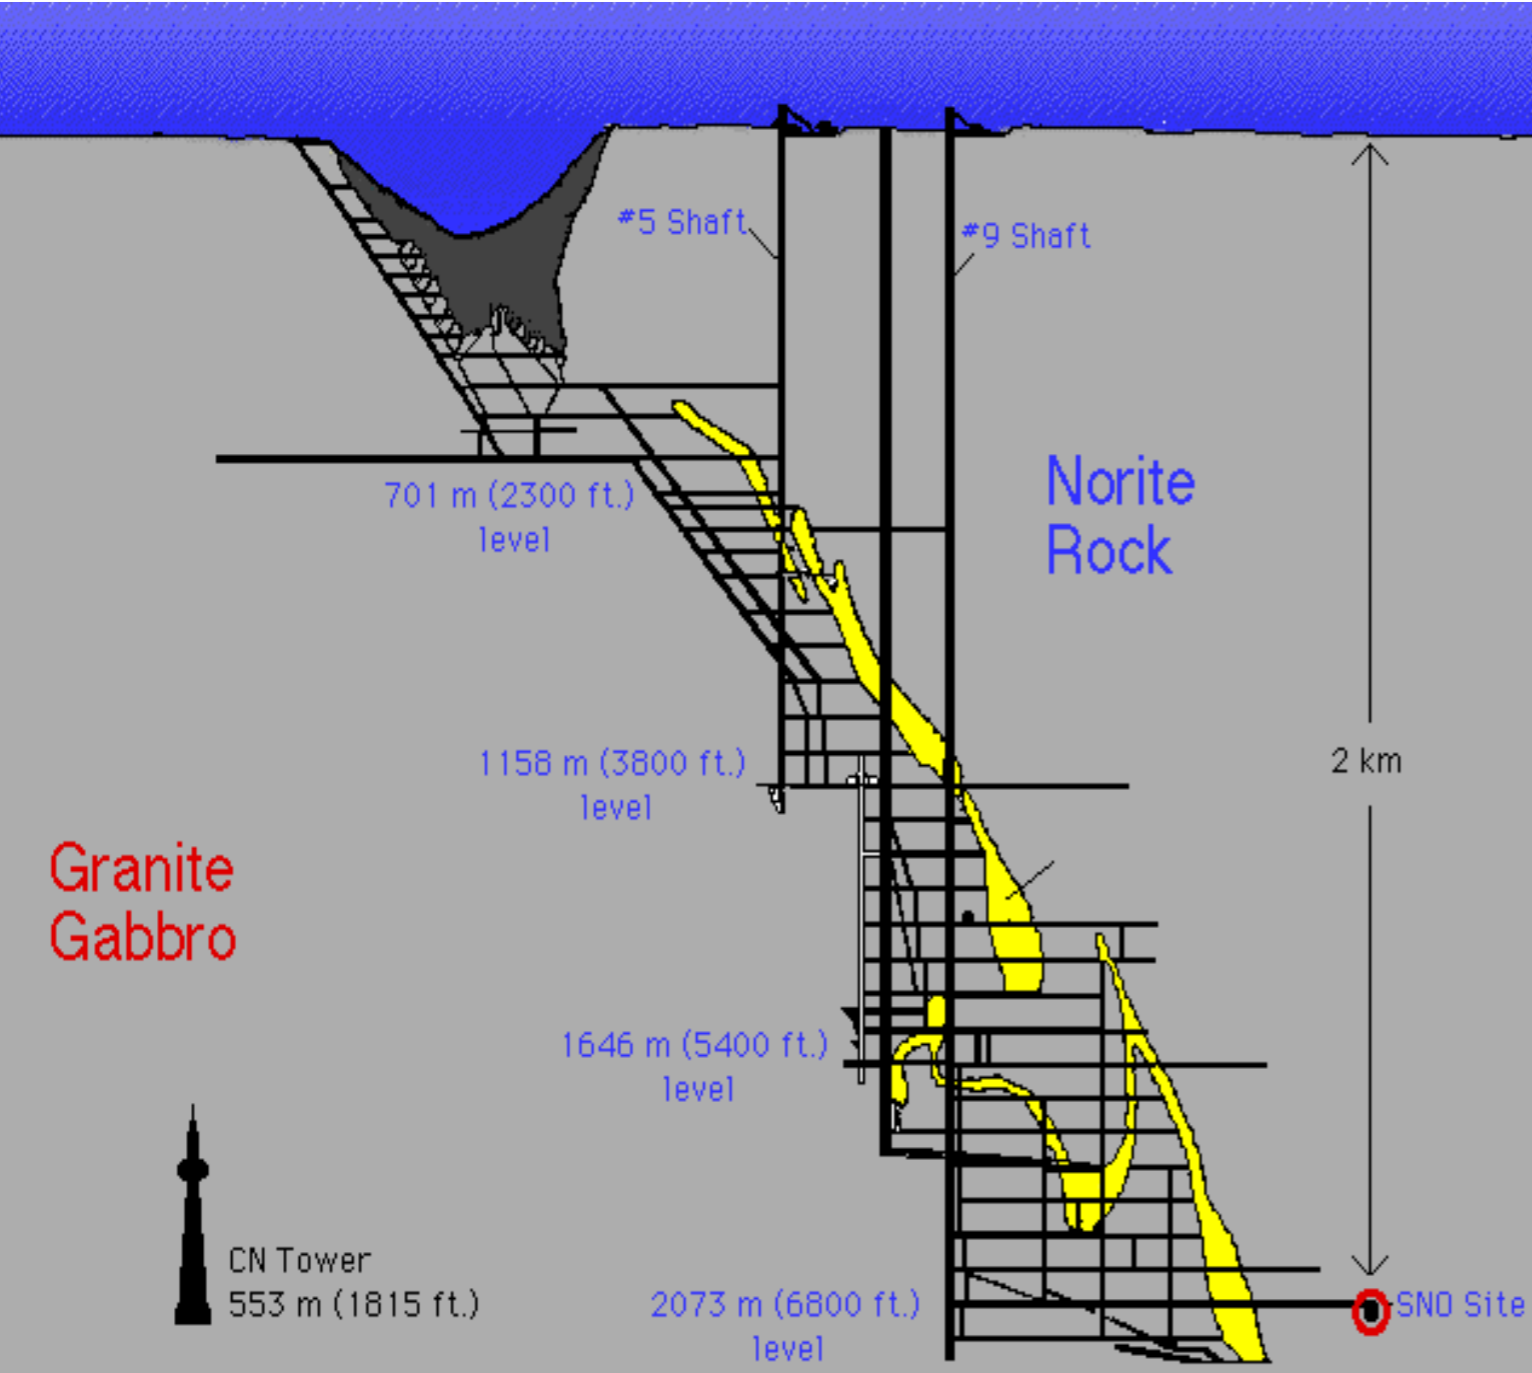 #5 Shaft
#9 Shaft
Norite
Rock
701 m (2300 ft.)
level
1158 m (3800 ft.)
level
2 km
Granite
Gabbro
1646 m (5400 ft.)
level
CN Tower
553 m (1815 ft.)
2073 m (6800 ft.)
level
SNO Site